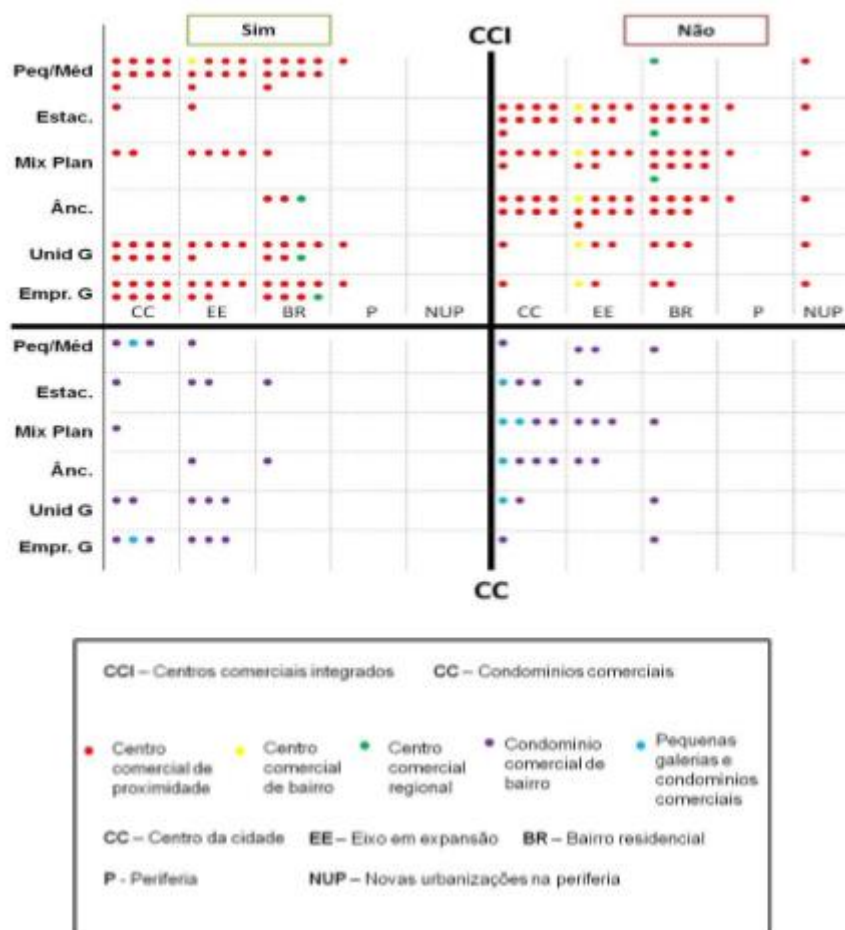 Sim
CCI
Não
Peq/Méd
Estac.
Mix Plan
Ânc.
Unid G
Empr. G
CC EE BR P NUP CC EE BR P NUP
Peq/Méd
Estac.
Mix Plan
Ânc.
Unid G
Empr. G
CC
CCI – Centros comerciais integrados CC – Condominios comerciais
Centro comercial de proximidade
Centro comercial de bairro
Centro comercial regional
Condominio comercial de bairro
Pequenas galerias e condominios comerciais
CC – Centro da cidade EE – Eixo em expansão BR – Bairro residencial
P - Periferia NUP – Novas urbanizações na periferia